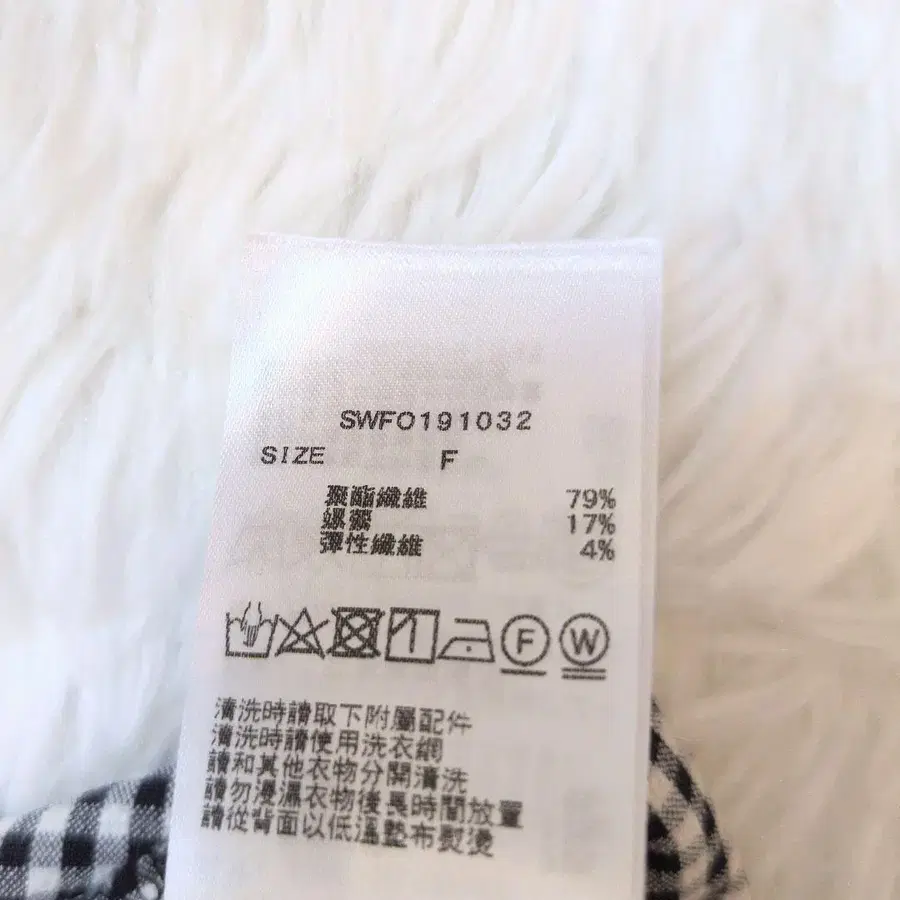 SWF0191032
SIZE F
聚酯纖維 79%
嫘縈 17%
彈性纖維 4%
F W
清洗時請取下附屬配件
清洗時請使用洗衣網
請和其他衣物分開清洗
請勿浸濕衣物後長時間放置
請從背面以低溫墊布熨燙